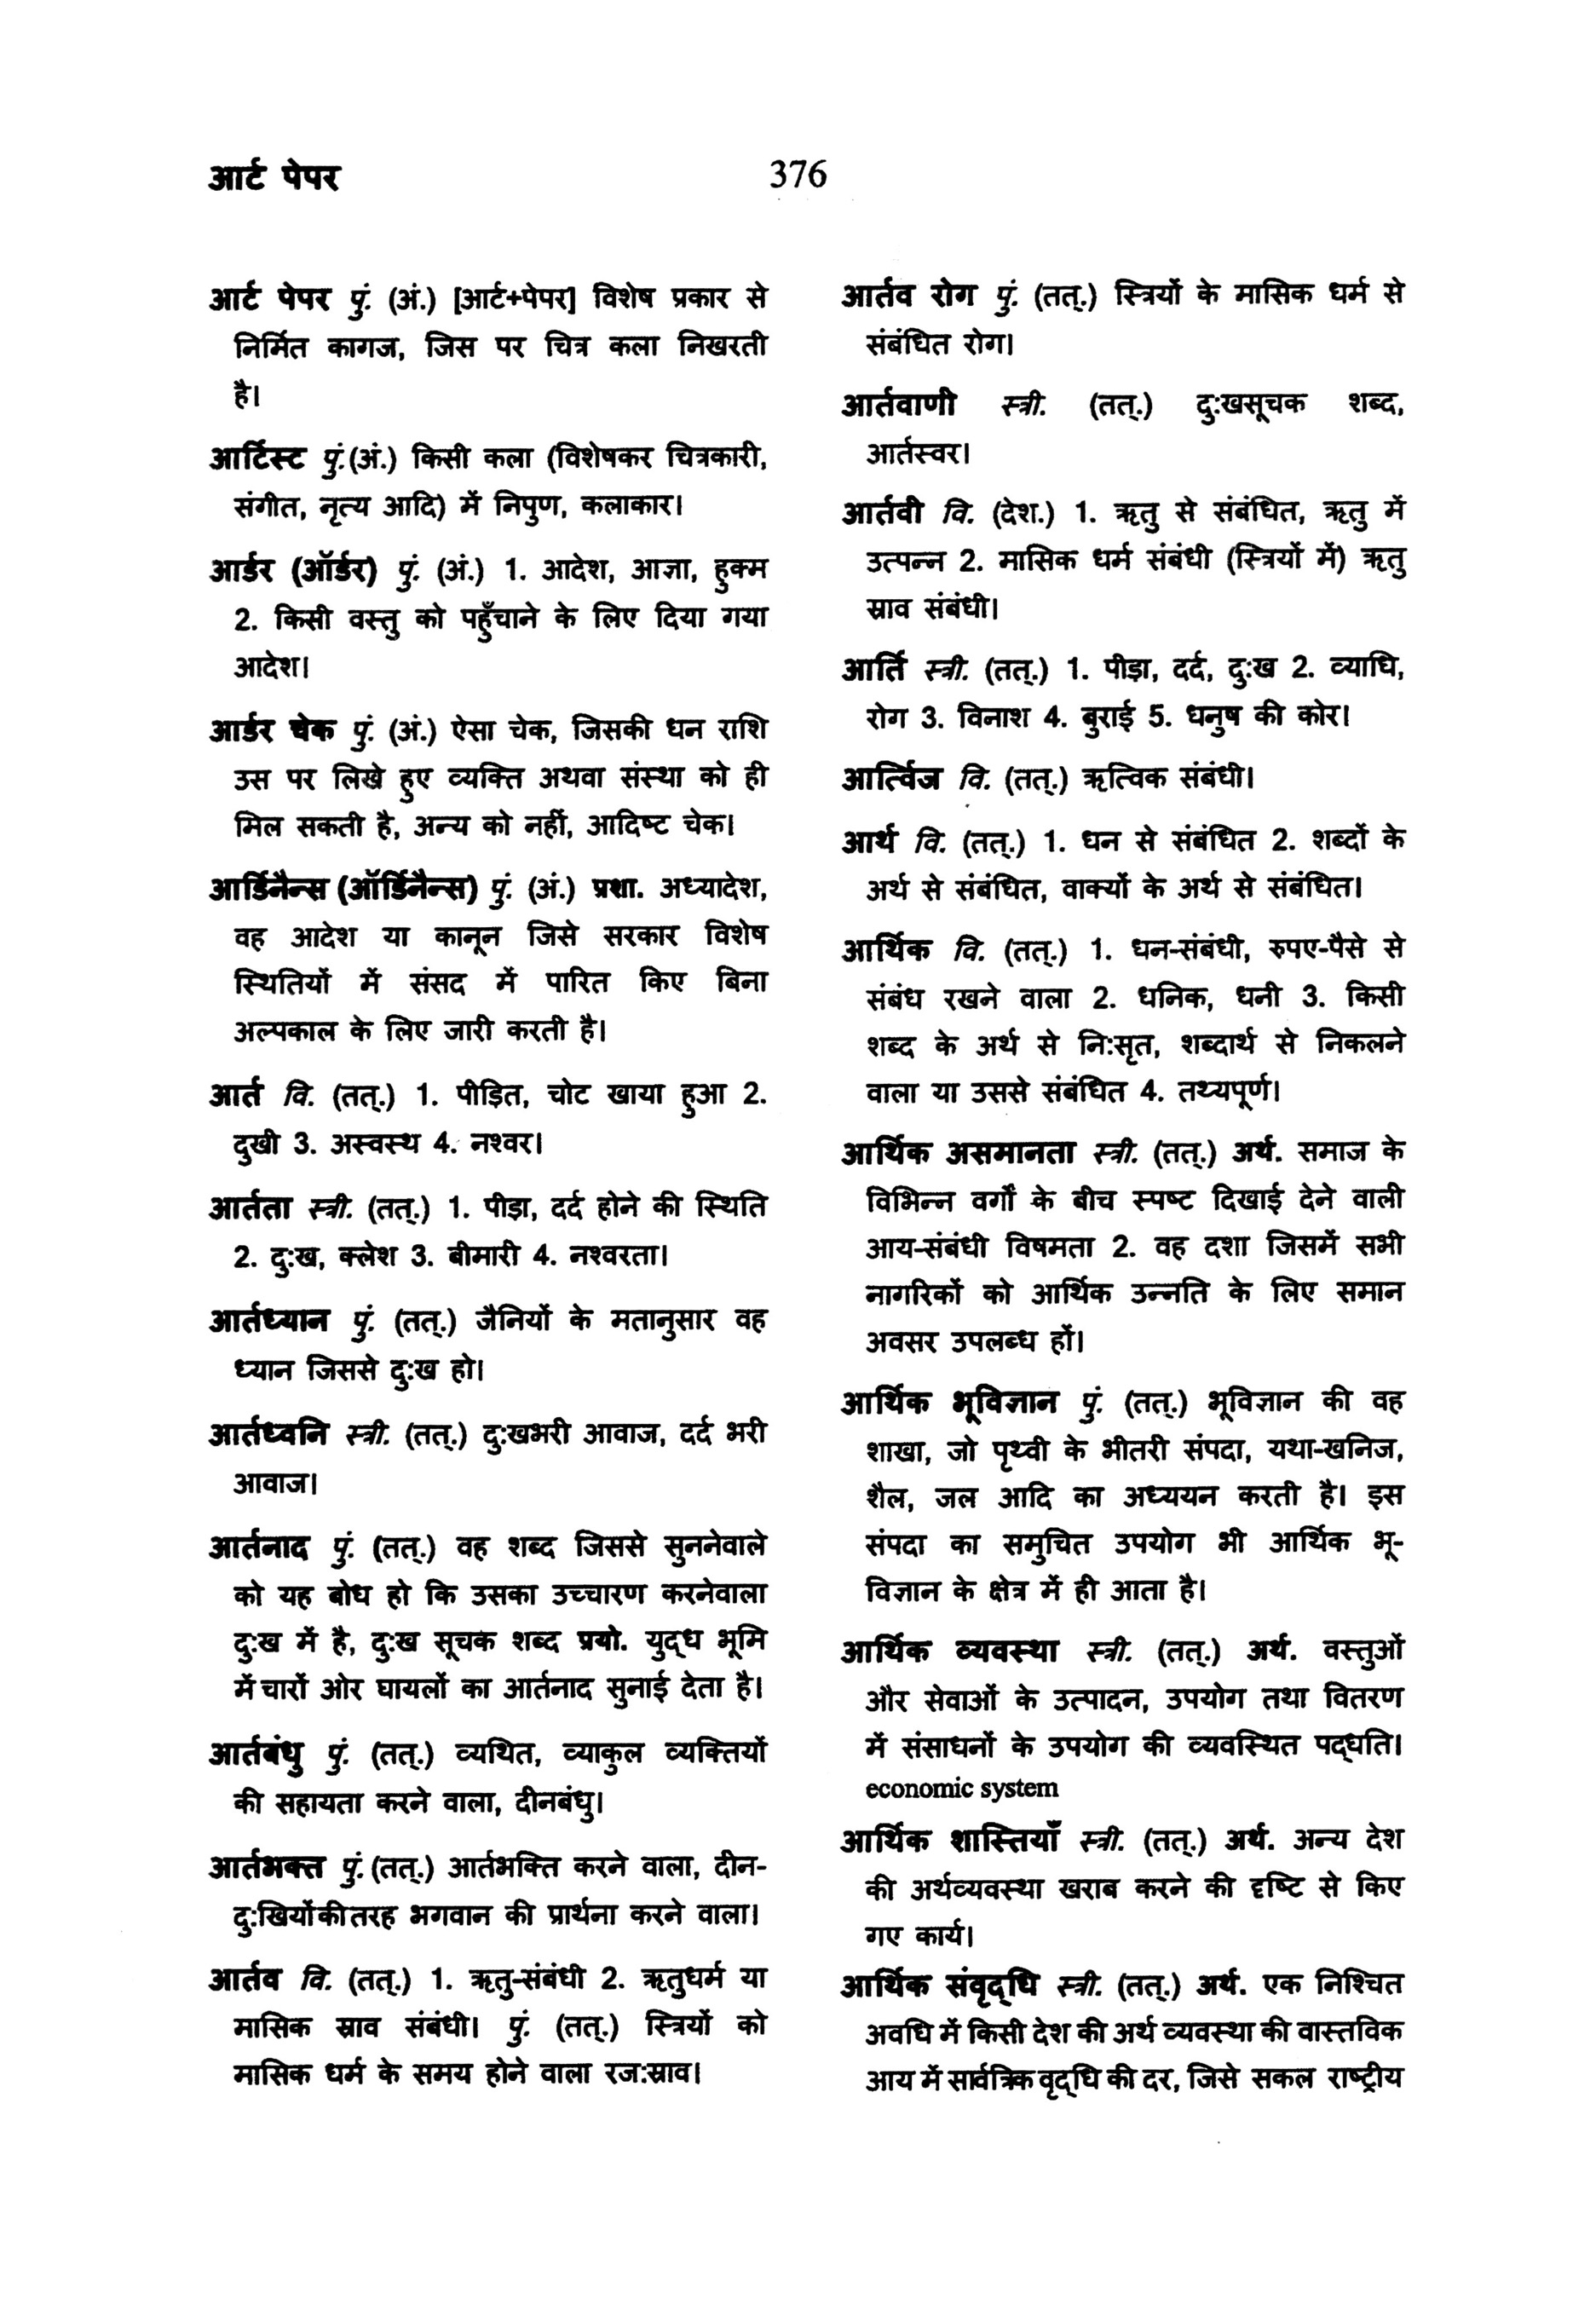 आर्ट पेपर
376
आर्ट पेपर पुं. (अं.) [आर्ट+पेपर] विशेष प्रकार से
निर्मित कागज, जिस पर चित्र कला निखरती
है।
आर्टिस्ट पुं.(अं.) किसी कला (विशेषकर चित्रकारी,
संगीत, नृत्य आदि) में निपुण, कलाकार।
आर्डर (ऑर्डर) पुं. (अं.) 1. आदेश, आज्ञा, हुक्म
2. किसी वस्तु को पहुँचाने के लिए दिया गया
आदेश।
आर्डर चेक पुं. (अं.) ऐसा चेक, जिसकी धन राशि
उस पर लिखे हुए व्यक्ति अथवा संस्था को ही
मिल सकती है, अन्य को नहीं, आदिष्ट चेक।
आर्डिनैन्स (ऑर्डिनैन्स) पुं. (अं.) प्रशा. अध्यादेश,
वह आदेश या कानून जिसे सरकार विशेष
स्थितियों में संसद में पारित किए बिना
अल्पकाल के लिए जारी करती है।
आर्त वि. (तत्.) 1. पीड़ित, चोट खाया हुआ 2.
दुखी 3. अस्वस्थ 4. नश्वर।
आर्तता स्त्री. (तत्.) 1. पीड़ा, दर्द होने की स्थिति
2. दु:ख, क्लेश 3. बीमारी 4. नश्वरता।
आर्तध्यान पुं. (तत्.) जैनियों के मतानुसार वह
ध्यान जिससे दु:ख हो।
आर्तध्वनि स्त्री. (तत्.) दु:खभरी आवाज, दर्द भरी
आवाज।
आर्तनाद पुं. (तत्.) वह शब्द जिससे सुननेवाले
को यह बोध हो कि उसका उच्चारण करनेवाला
दु:ख में है, दु:ख सूचक शब्द प्रयो. युद्ध भूमि
में चारों ओर घायलों का आर्तनाद सुनाई देता है।
आर्तबंधु पुं. (तत्.) व्यथित, व्याकुल व्यक्तियों
की सहायता करने वाला, दीनबंधु।
आर्तभक्त पुं. (तत्.) आर्तभक्ति करने वाला, दीन-
दु:खियों की तरह भगवान की प्रार्थना करने वाला।
आर्तव वि. (तत्.) 1. ऋतु-संबंधी 2. ऋतुधर्म या
मासिक स्राव संबंधी। पुं. (तत्.) स्त्रियों को
मासिक धर्म के समय होने वाला रज:स्राव।
आर्तव रोग पुं. (तत्.) स्त्रियों के मासिक धर्म से
संबंधित रोग।
आर्तवाणी स्त्री. (तत्.) दु:खसूचक शब्द,
आर्तस्वर।
आर्तवी वि. (देश.) 1. ऋतु से संबंधित, ऋतु में
उत्पन्न 2. मासिक धर्म संबंधी (स्त्रियों में) ऋतु
स्राव संबंधी।
आर्ति स्त्री. (तत्.) 1. पीड़ा, दर्द, दु:ख 2. व्याधि,
रोग 3. विनाश 4. बुराई 5. धनुष की कोर।
आर्त्विज वि. (तत्.) ऋत्विक संबंधी।
आर्थ वि. (तत्.) 1. धन से संबंधित 2. शब्दों के
अर्थ से संबंधित, वाक्यों के अर्थ से संबंधित।
आर्थिक वि. (तत्.) 1. धन-संबंधी, रुपए-पैसे से
संबंध रखने वाला 2. धनिक, धनी 3. किसी
शब्द के अर्थ से नि:सृत, शब्दार्थ से निकलने
वाला या उससे संबंधित 4. तथ्यपूर्ण।
आर्थिक असमानता स्त्री. (तत्.) अर्थ. समाज के
विभिन्न वर्गों के बीच स्पष्ट दिखाई देने वाली
आय-संबंधी विषमता 2. वह दशा जिसमें सभी
नागरिकों को आर्थिक उन्नति के लिए समान
अवसर उपलब्ध हों।
आर्थिक भूविज्ञान पुं. (तत्.) भूविज्ञान की वह
शाखा, जो पृथ्वी के भीतरी संपदा, यथा-खनिज,
शैल, जल आदि का अध्ययन करती है। इस
संपदा का समुचित उपयोग भी आर्थिक भू-
विज्ञान के क्षेत्र में ही आता है।
आर्थिक व्यवस्था स्त्री. (तत्.) अर्थ. वस्तुओं
और सेवाओं के उत्पादन, उपयोग तथा वितरण
में संसाधनों के उपयोग की व्यवस्थित पद्धति।
economic system
आर्थिक शास्तियाँ स्त्री. (तत्.) अर्थ. अन्य देश
की अर्थव्यवस्था खराब करने की दृष्टि से किए
गए कार्य।
आर्थिक संवृद्धि स्त्री. (तत्.) अर्थ. एक निश्चित
अवधि में किसी देश की अर्थ व्यवस्था की वास्तविक
आय में सार्वत्रिक वृद्धि की दर, जिसे सकल राष्ट्रीय